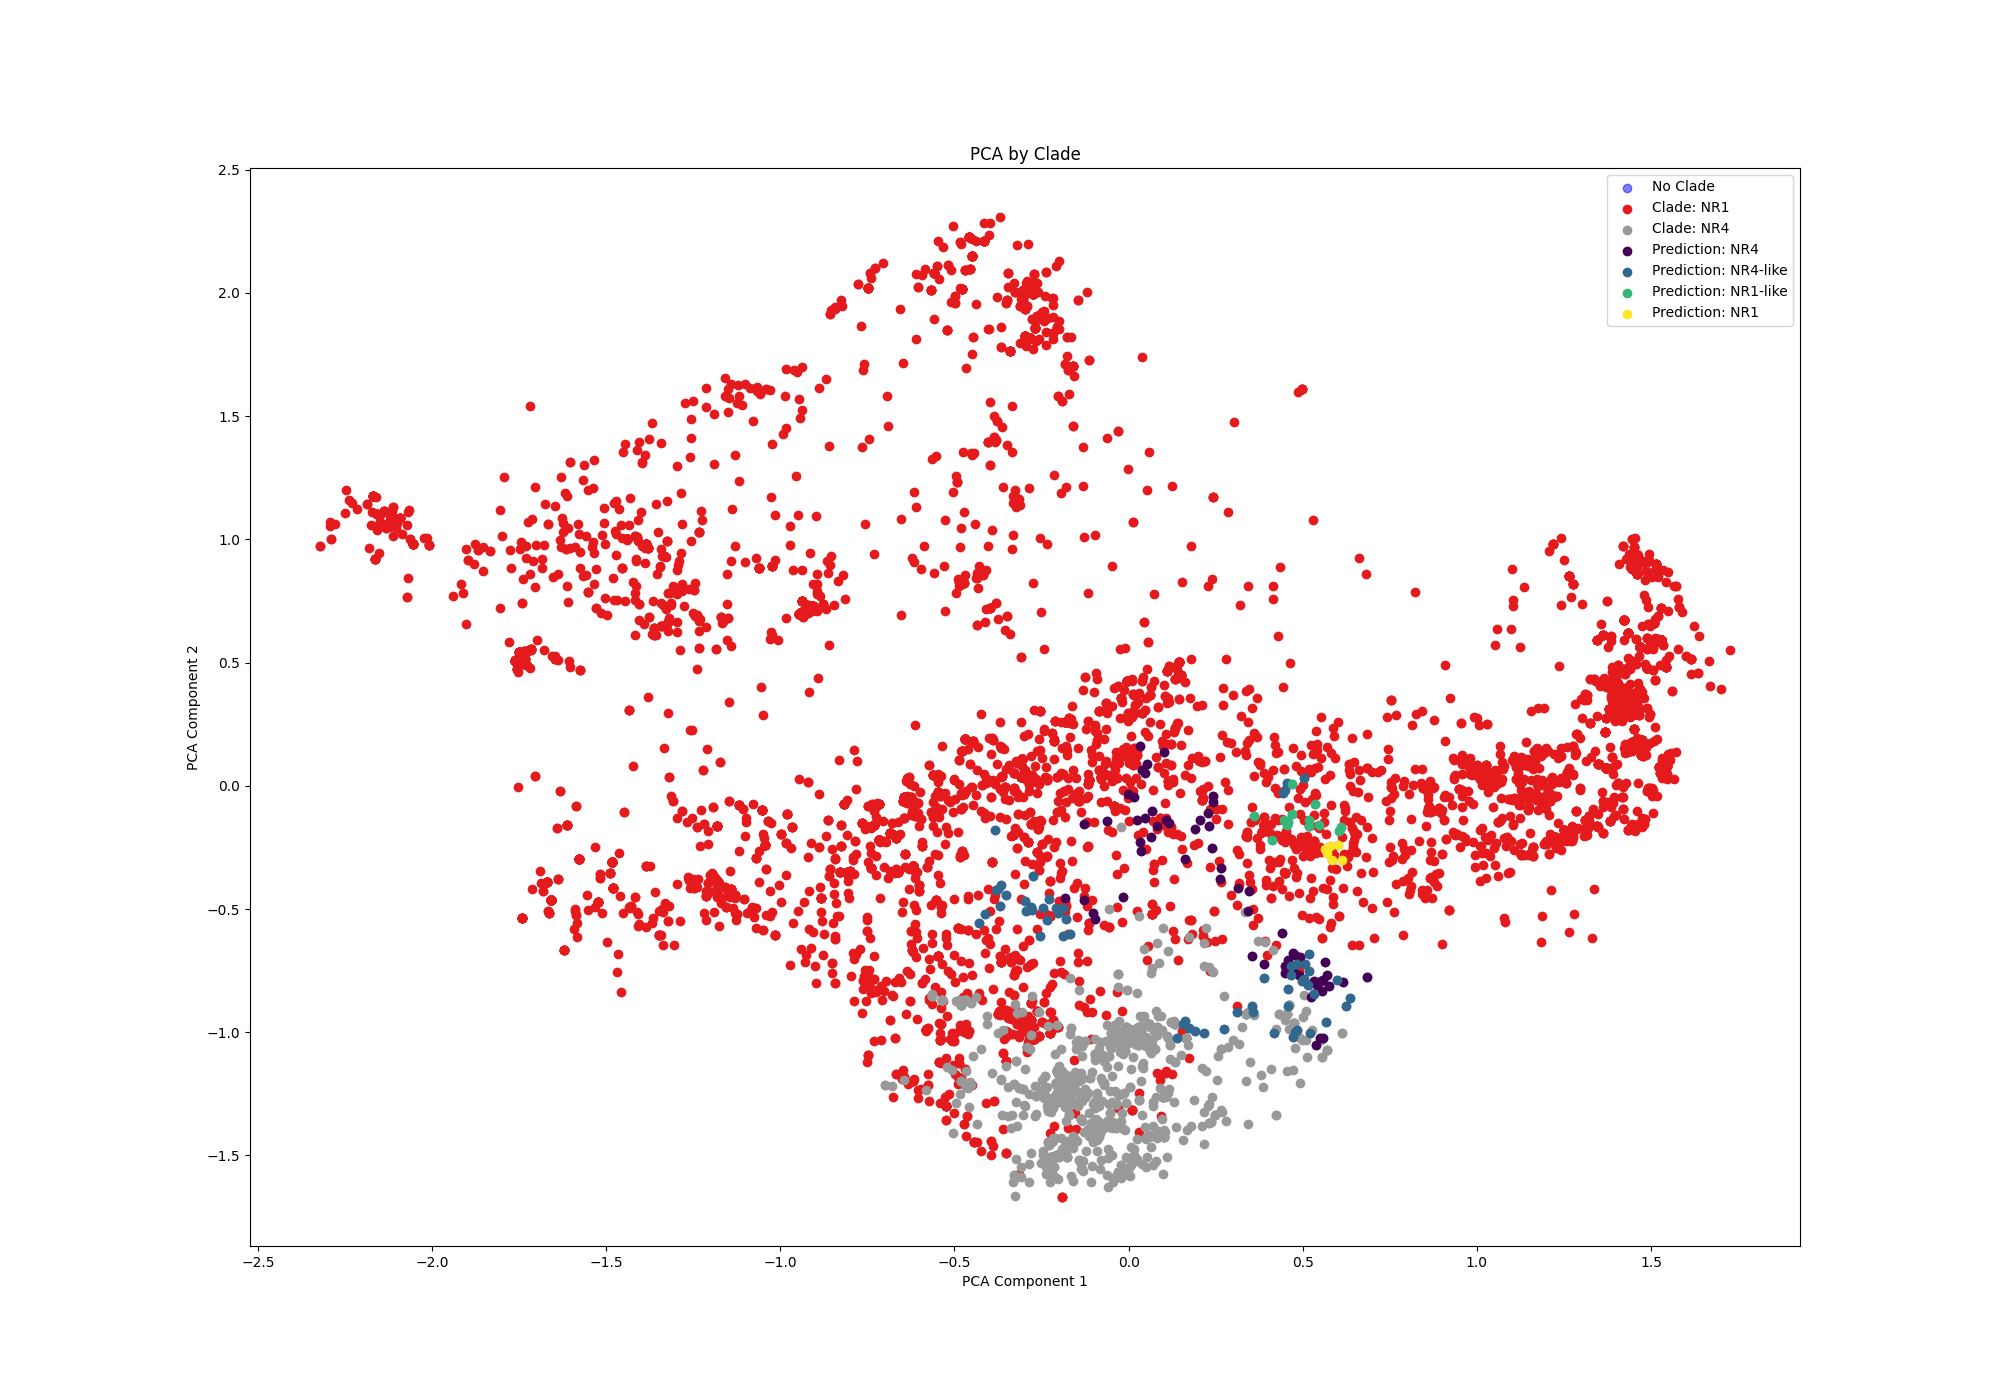 PCA by Clade
No Clade
Clade: NR1
Clade: NR4
Prediction: NR4
Prediction: NR4-like
Prediction: NR1-like
Prediction: NR1
PCA Component 2
2.5
2.0
1.5
1.0
0.5
0.0
−0.5
−1.0
−1.5
−2.5 −2.0 −1.5 −1.0 −0.5 0.0 0.5 1.0 1.5
PCA Component 1